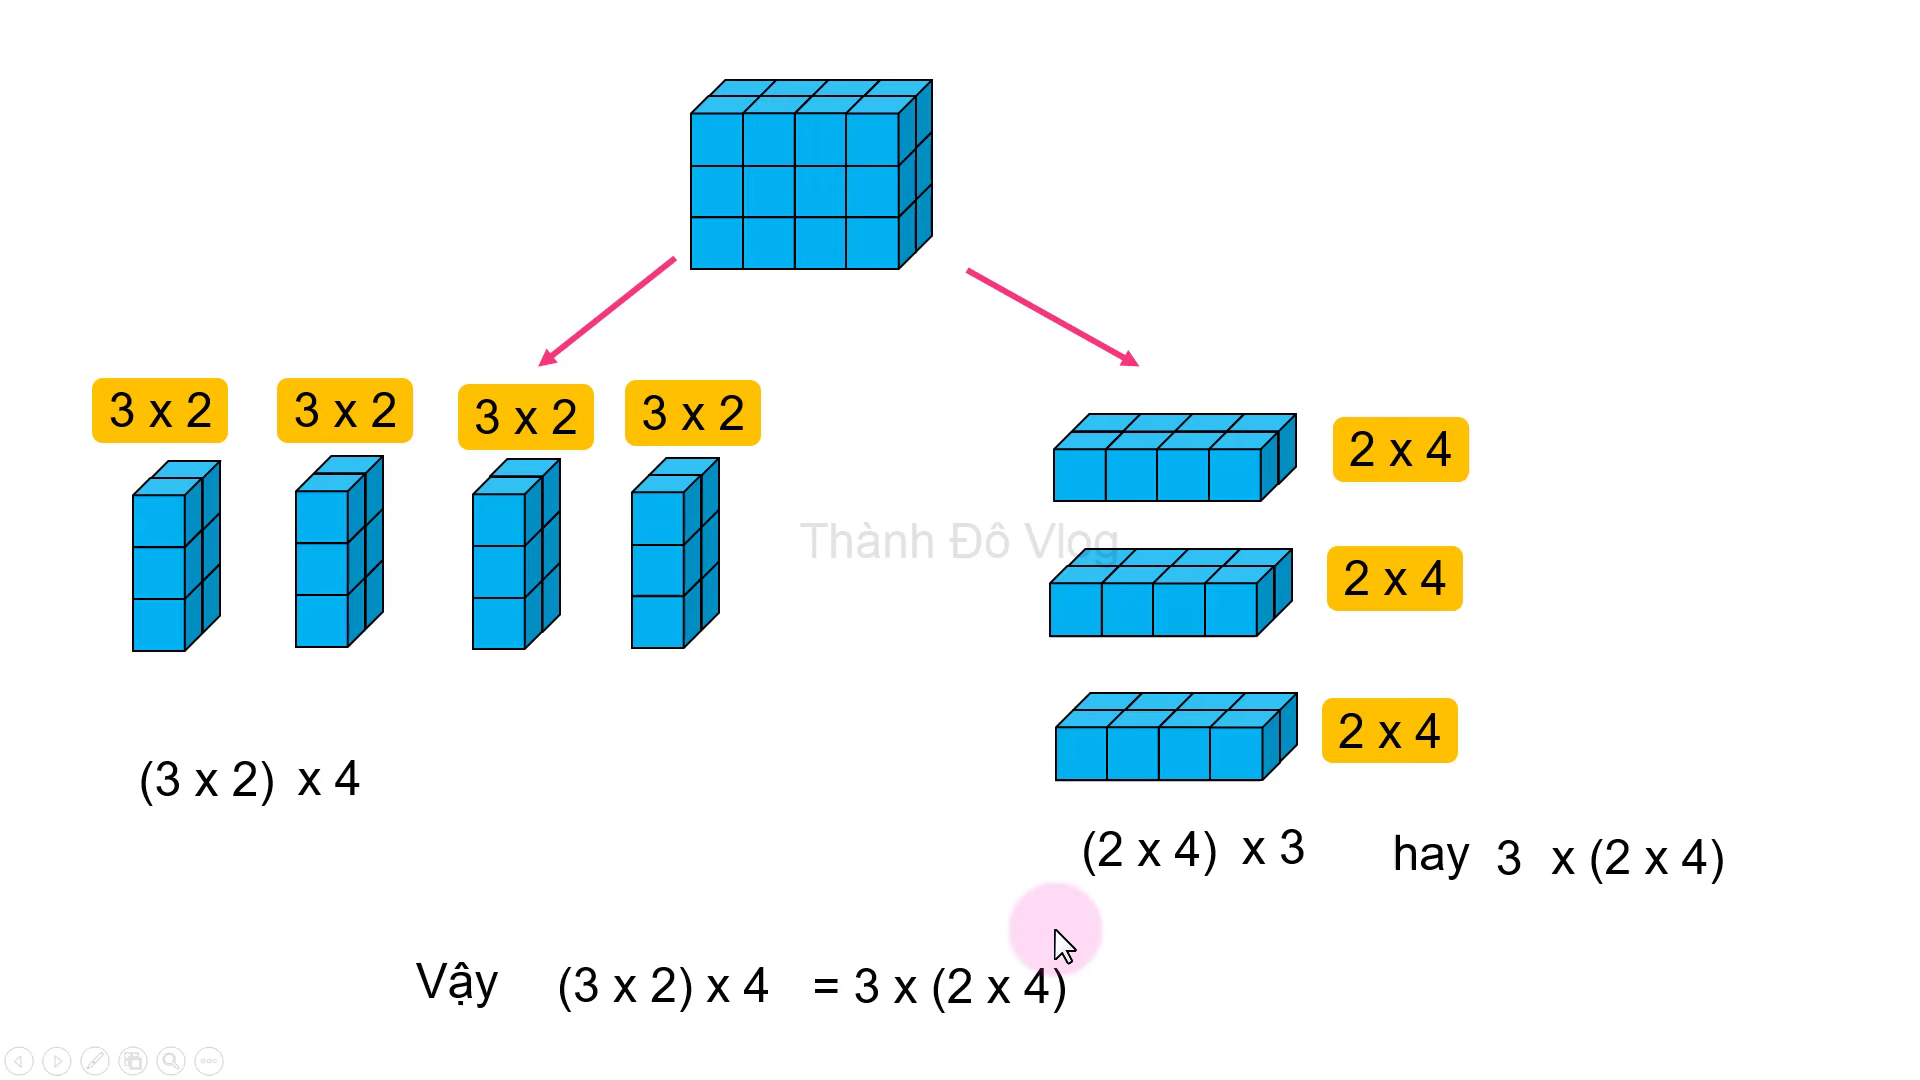 3 x 2
3 x 2
3 x 2
3 x 2
2 x 4
Thành Đô Vlog
2 x 4
2 x 4
(3 x 2) x 4
(2 x 4) x 3 hay 3 x (2 x 4)
Vậy (3 x 2) x 4 = 3 x (2 x 4)